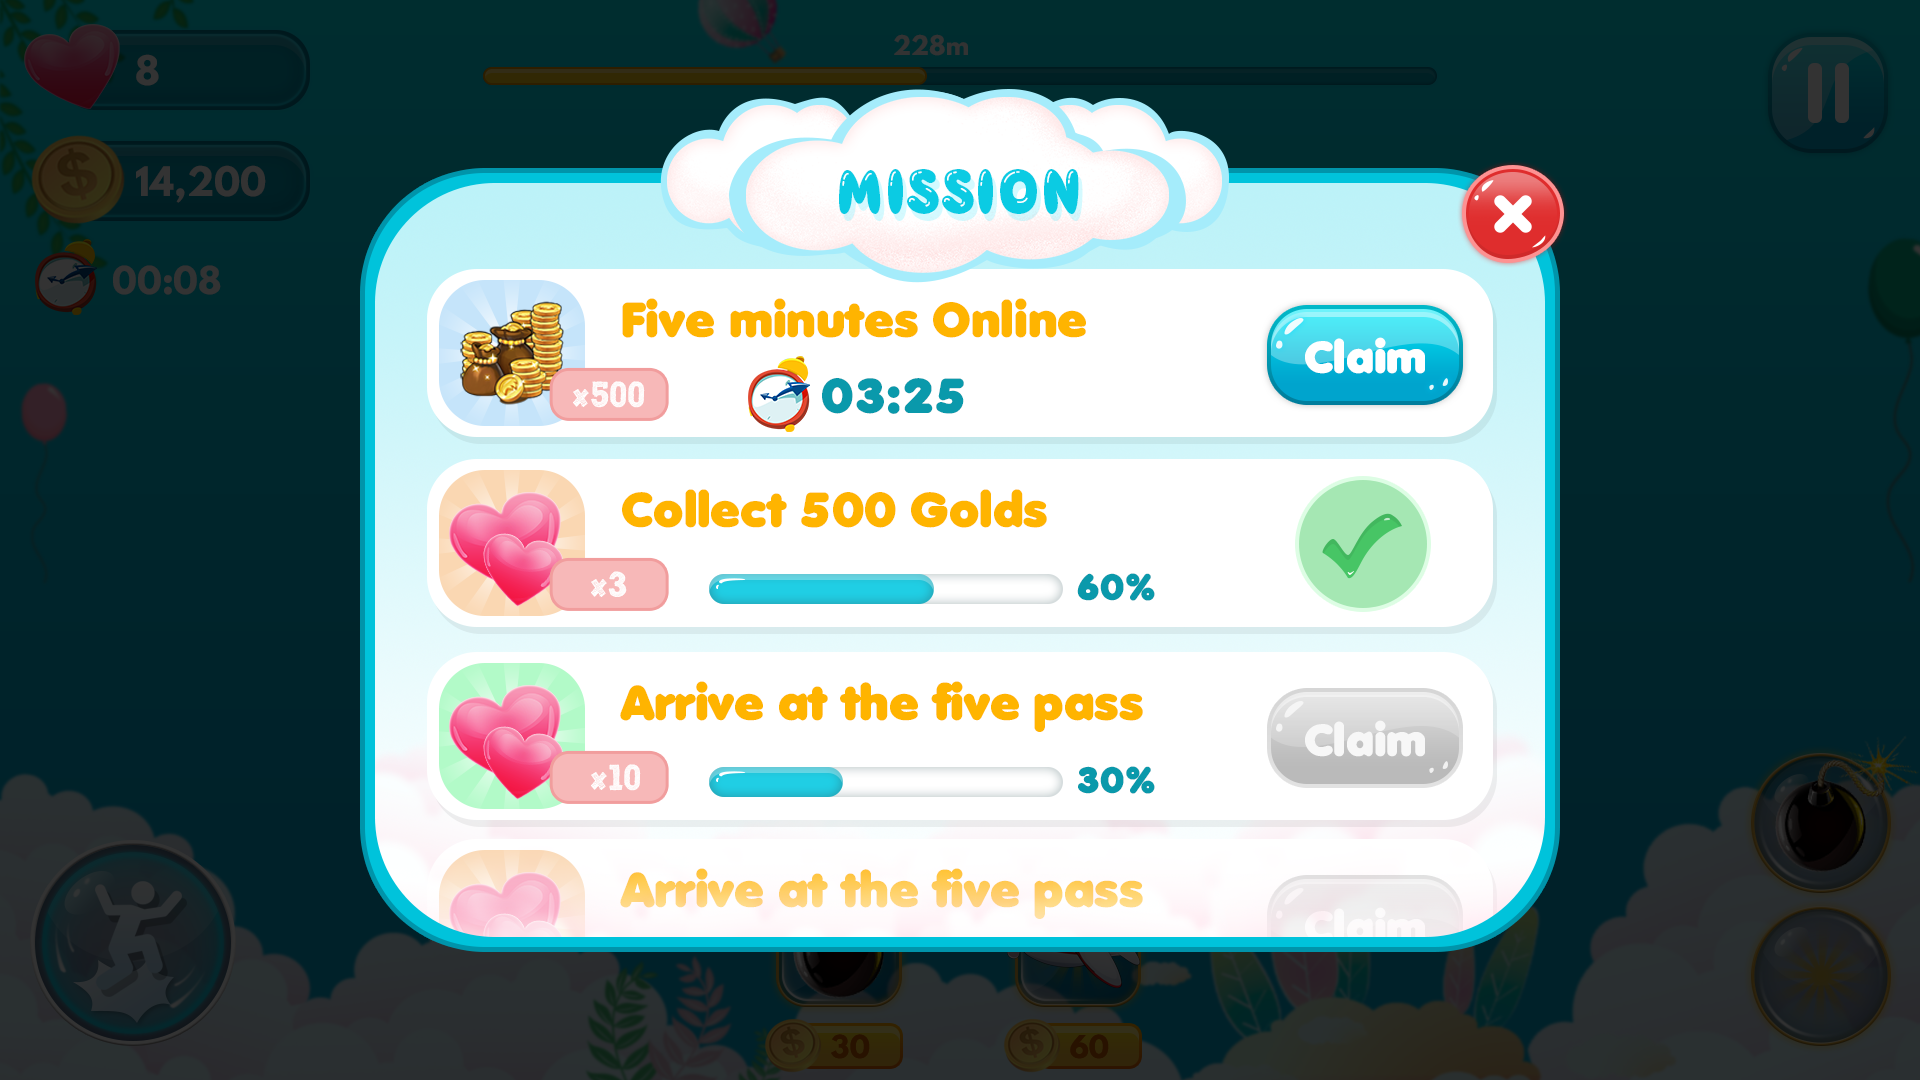 8
228m
14,200
00:08
MISSION
Five minutes Online
x500
03:25
Claim
Collect 500 Golds
x3
60%
Arrive at the five pass
x10
30%
Claim
Arrive at the five pass
Claim
30
60